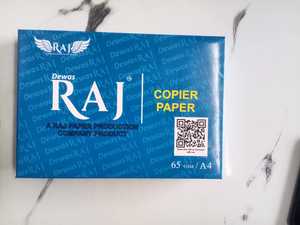 RAJ
Dewas
RAJ
®
COPIER
PAPER
A RAJ PAPER PRODUCTION
COMPANY PRODUCT
65 GSM / A4